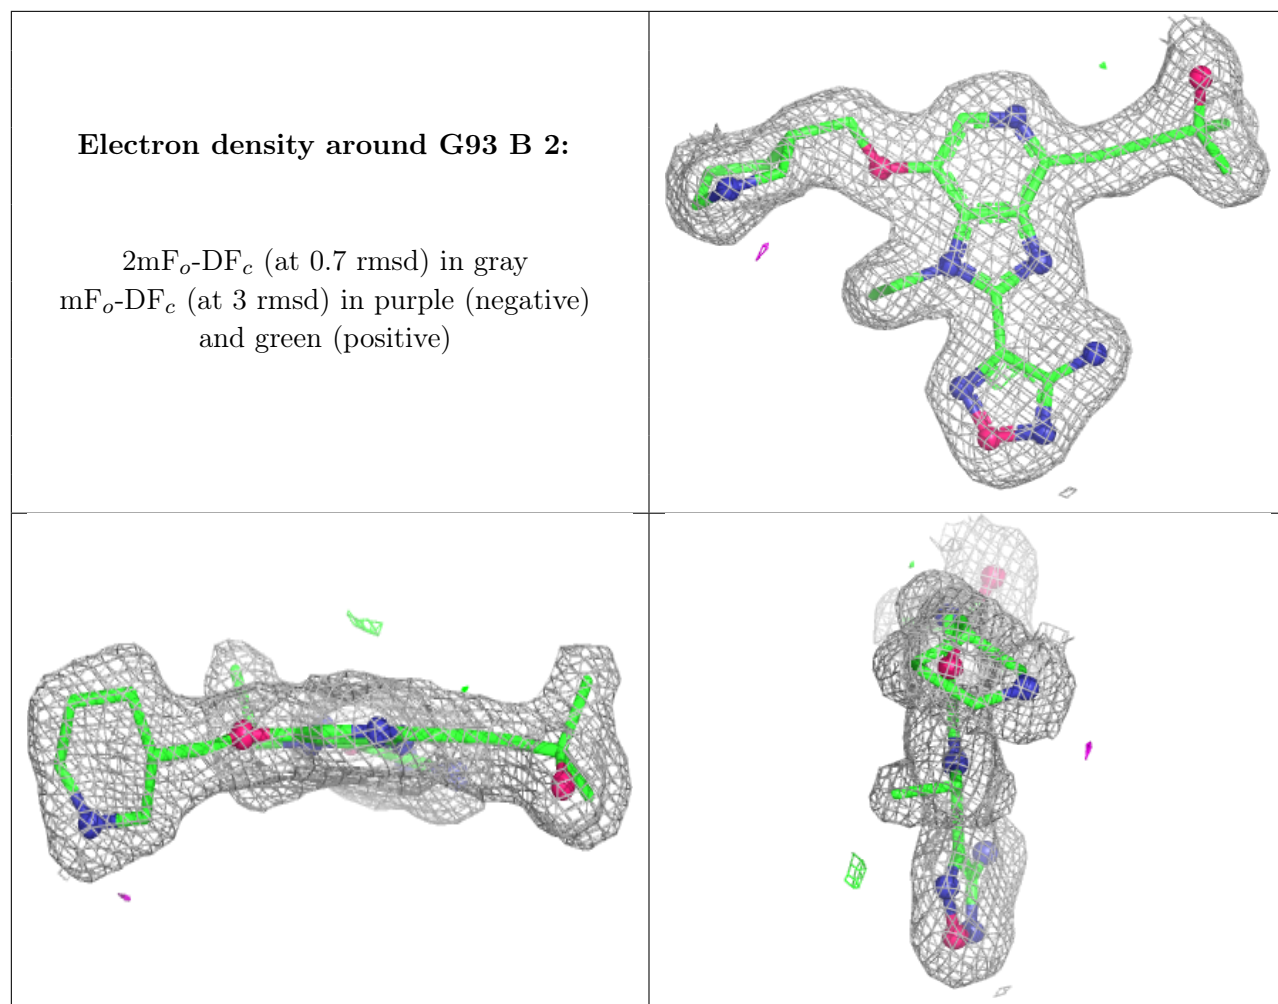 Electron density around G93 B 2:
2mFo-DFc (at 0.7 rmsd) in gray
mFo-DFc (at 3 rmsd) in purple (negative)
and green (positive)